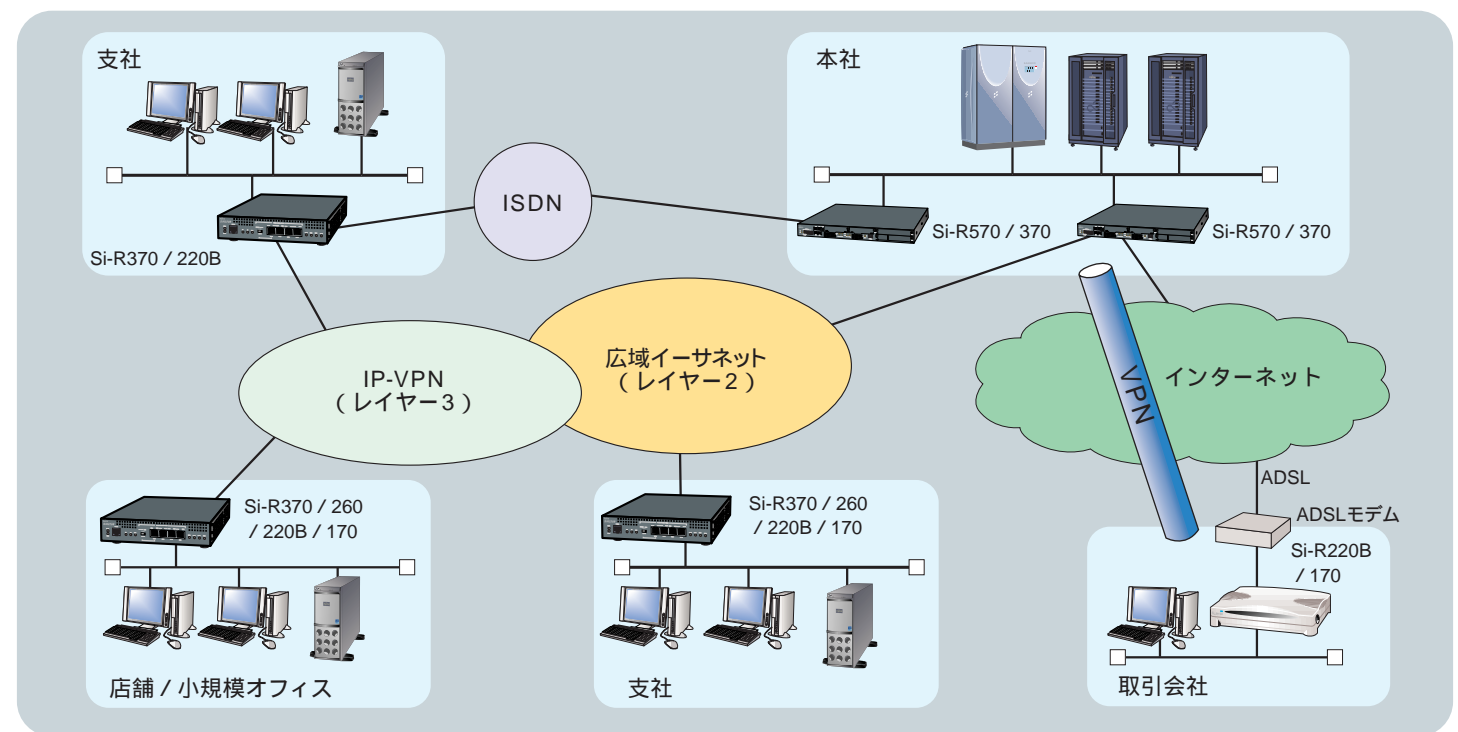 支社
Si-R370 / 220B
ISDN
本社
Si-R570 / 370
Si-R570 / 370
IP-VPN
(レイヤー3)
広域イーサネット
(レイヤー2)
VPN
インターネット
ADSL
ADSLモデム
Si-R220B
/ 170
取引会社
Si-R370 / 260
/ 220B / 170
店舗 / 小規模オフィス
Si-R370 / 260
/ 220B / 170
支社